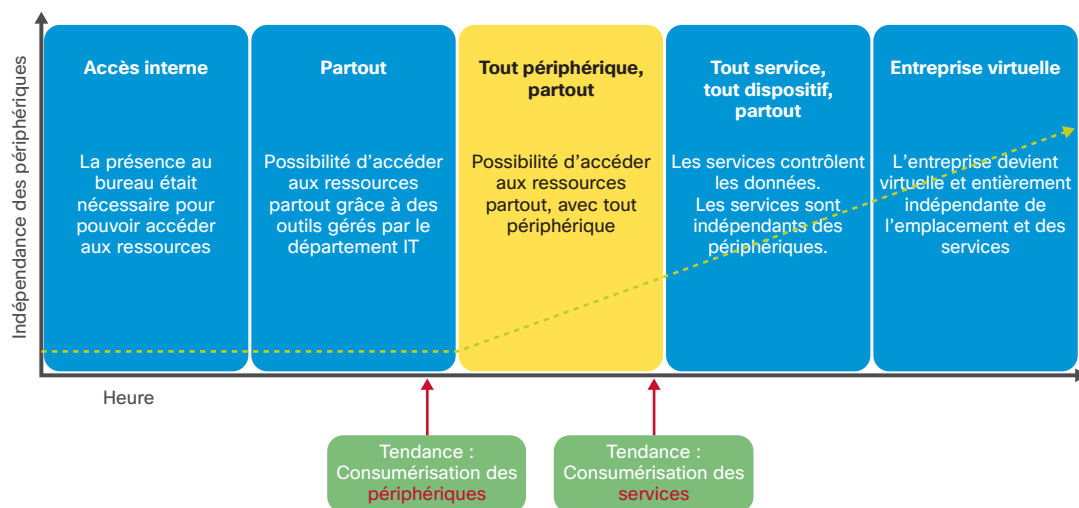 Indépendance des périphériques
Accès interne
La présence au
bureau était
nécessaire pour
pouvoir accéder
aux ressources
Partout
Possibilité d’accéder
aux ressources
partout grâce à des
outils gérés par le
département IT
Tout périphérique,
partout
Possibilité d’accéder
aux ressources
partout, avec tout
périphérique
Tout service,
tout dispositif,
partout
Les services contrôlent
les données.
Les services sont
indépendants des
périphériques.
Entreprise virtuelle
L’entreprise devient
virtuelle et entièrement
indépendante de
l’emplacement et des
services
Heure
Tendance :
Consumérisation des
périphériques
Tendance :
Consumérisation des
services